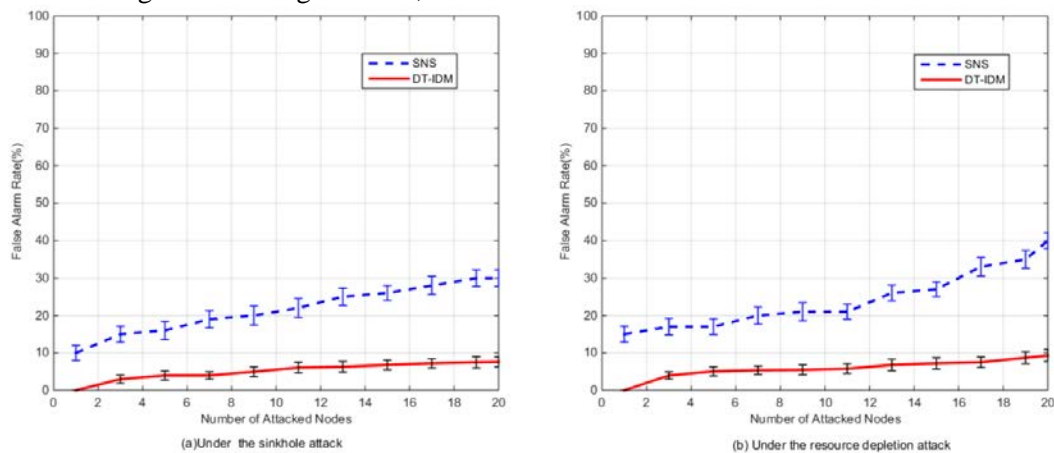 100
90
80
70
60
50
40
30
20
10
0
False Alarm Rate(%)
SNS
DT-IDM
0 2 4 6 8 10 12 14 16 18 20
Number of Attacked Nodes
(a)Under the sinkhole attack
100
90
80
70
60
50
40
30
20
10
0
False Alarm Rate(%)
SNS
DT-IDM
0 2 4 6 8 10 12 14 16 18 20
Number of Attacked Nodes
(b) Under the resource depletion attack